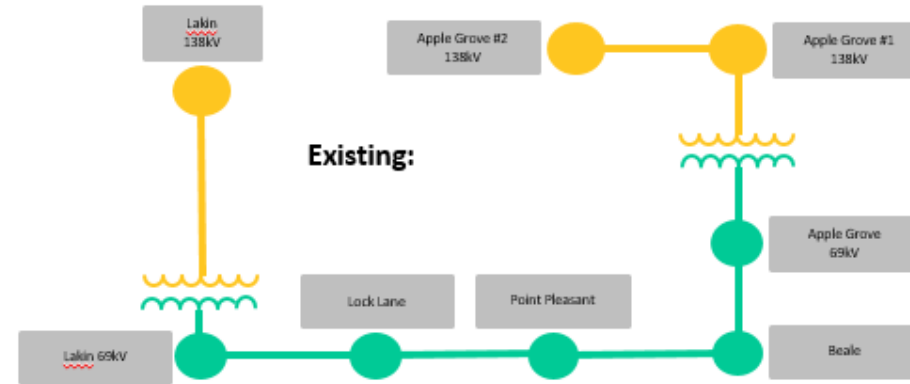 Lakin
138kV
Apple Grove #2
138kV
Apple Grove #1
138kV
Existing:
Apple Grove
69kV
Lock Lane
Point Pleasant
Lakin 69kV
Beale